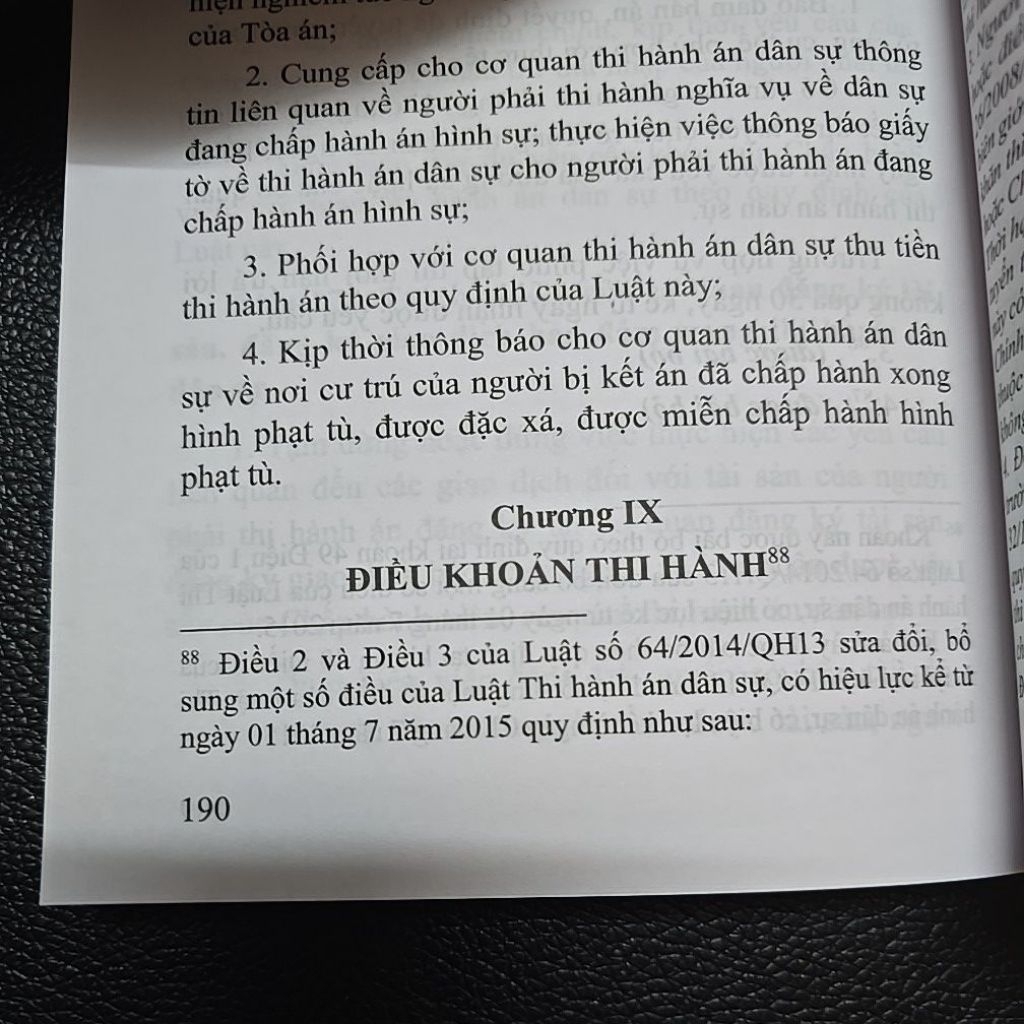 của Tòa án;
2. Cung cấp cho cơ quan thi hành án dân sự thông
tin liên quan về người phải thi hành nghĩa vụ về dân sự
đang chấp hành án hình sự; thực hiện việc thông báo giấy
tờ về thi hành án dân sự cho người phải thi hành án đang
chấp hành án hình sự;
3. Phối hợp với cơ quan thi hành án dân sự thu tiền
thi hành án theo quy định của Luật này;
4. Kịp thời thông báo cho cơ quan thi hành án dân
sự về nơi cư trú của người bị kết án đã chấp hành xong
hình phạt tù, được đặc xá, được miễn chấp hành hình
phạt tù.
Chương IX
ĐIỀU KHOẢN THI HÀNH88
88 Điều 2 và Điều 3 của Luật số 64/2014/QH13 sửa đổi, bổ
sung một số điều của Luật Thi hành án dân sự, có hiệu lực kể từ
ngày 01 tháng 7 năm 2015 quy định như sau:
190